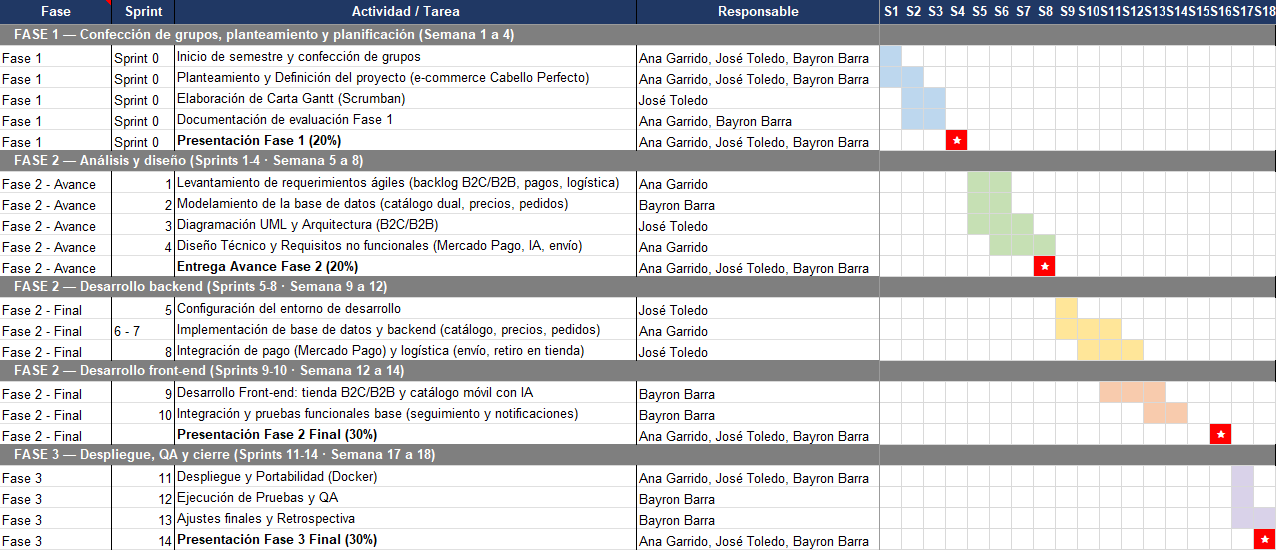 Fase Sprint Actividad / Tarea Responsable S1 S2 S3 S4 S5 S6 S7 S8 S9 S10 S11 S12 S13 S14 S15 S16 S17 S18
FASE 1 — Confección de grupos, planteamiento y planificación (Semana 1 a 4)
Fase 1 Sprint 0 Inicio de semestre y confección de grupos Ana Garrido, José Toledo, Bayron Barra
Fase 1 Sprint 0 Planteamiento y Definición del proyecto (e-commerce Cabello Perfecto) Ana Garrido, José Toledo, Bayron Barra
Fase 1 Sprint 0 Elaboración de Carta Gantt (Scrumban) José Toledo
Fase 1 Sprint 0 Documentación de evaluación Fase 1 Ana Garrido, Bayron Barra
Fase 1 Sprint 0 Presentación Fase 1 (20%) Ana Garrido, José Toledo, Bayron Barra ★
FASE 2 — Análisis y diseño (Sprints 1-4 · Semana 5 a 8)
Fase 2 - Avance 1 Levantamiento de requerimientos ágiles (backlog B2C/B2B, pagos, logística) Ana Garrido
Fase 2 - Avance 2 Modelamiento de la base de datos (catálogo dual, precios, pedidos) Bayron Barra
Fase 2 - Avance 3 Diagramación UML y Arquitectura (B2C/B2B) José Toledo
Fase 2 - Avance 4 Diseño Técnico y Requisitos no funcionales (Mercado Pago, IA, envío) Ana Garrido
Fase 2 - Avance Entrega Avance Fase 2 (20%) Ana Garrido, José Toledo, Bayron Barra ★
FASE 2 — Desarrollo backend (Sprints 5-8 · Semana 9 a 12)
Fase 2 - Final 5 Configuración del entorno de desarrollo José Toledo
Fase 2 - Final 6 - 7 Implementación de base de datos y backend (catálogo, precios, pedidos) Ana Garrido
Fase 2 - Final 8 Integración de pago (Mercado Pago) y logística (envío, retiro en tienda) José Toledo
FASE 2 — Desarrollo front-end (Sprints 9-10 · Semana 12 a 14)
Fase 2 - Final 9 Desarrollo Front-end: tienda B2C/B2B y catálogo móvil con IA Bayron Barra
Fase 2 - Final 10 Integración y pruebas funcionales base (seguimiento y notificaciones) Bayron Barra
Fase 2 - Final Presentación Fase 2 Final (30%) Ana Garrido, José Toledo, Bayron Barra ★
FASE 3 — Despliegue, QA y cierre (Sprints 11-14 · Semana 17 a 18)
Fase 3 11 Despliegue y Portabilidad (Docker) Ana Garrido, José Toledo, Bayron Barra
Fase 3 12 Ejecución de Pruebas y QA Bayron Barra
Fase 3 13 Ajustes finales y Retrospectiva Bayron Barra
Fase 3 14 Presentación Fase 3 Final (30%) Ana Garrido, José Toledo, Bayron Barra ★